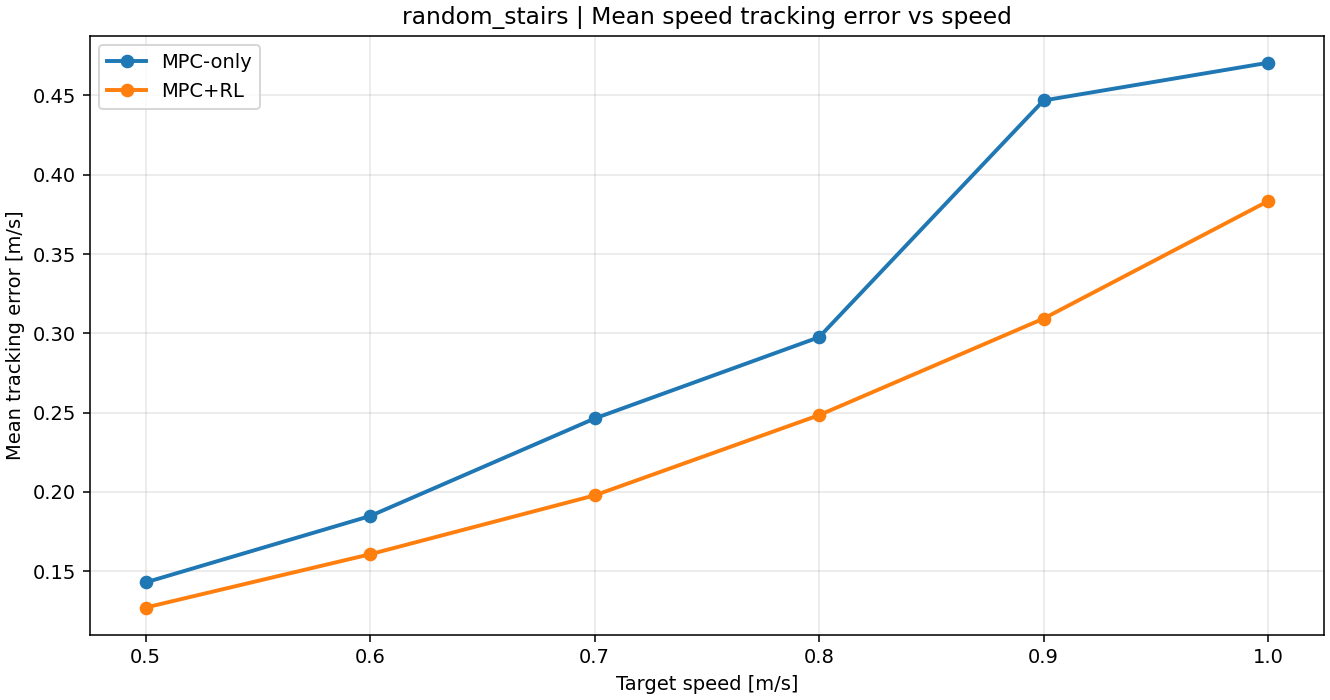 random_stairs | Mean speed tracking error vs speed
MPC-only
MPC+RL
Mean tracking error [m/s]
0.45
0.40
0.35
0.30
0.25
0.20
0.15
0.5 0.6 0.7 0.8 0.9 1.0
Target speed [m/s]